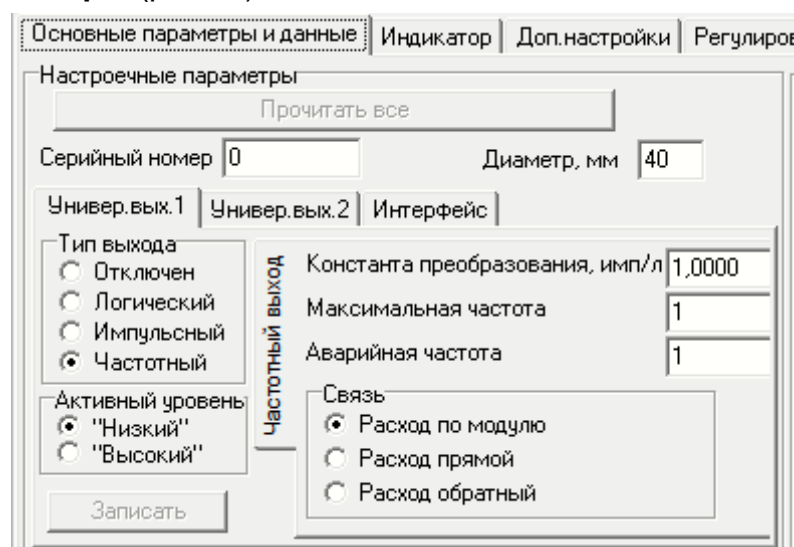 Основные параметры и данные Индикатор Доп.настройки
Настроечные параметры
Прочитать все
Серийный номер 0 Диаметр, мм 40
Универ.вых.1 Универ.вых.2 Интерфейс
Тип выхода
Отключен
Логический
Импульсный
Частотный
Активный уровень
"Низкий"
"Высокий"
Записать
Частотный выход
Константа преобразования, имп/л 1,0000
Максимальная частота 1
Аварийная частота 1
Связь
Расход по модулю
Расход прямой
Расход обратный